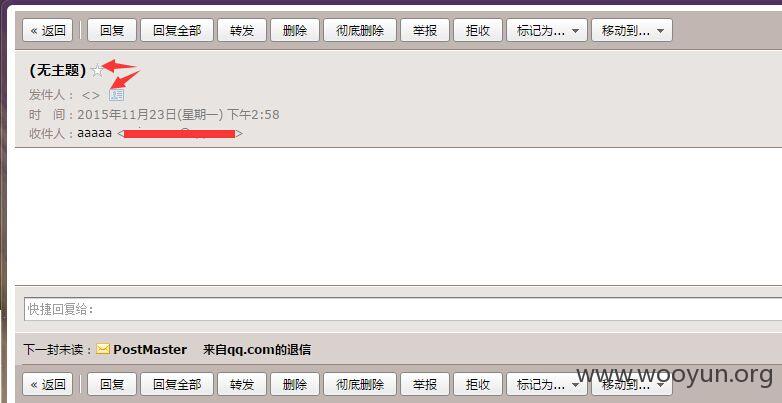 « 返回 回复 回复全部 转发 删除 彻底删除 举报 拒收 标记为... 移动到...
(无主题)
发件人：<>
时 间：2015年11月23日(星期一) 下午2:58
收件人：aaaaa < >
快捷回复给：
下一封未读：PostMaster 来自qq.com的退信
« 返回 回复 回复全部 转发 删除 彻底删除 举报 拒收 标记为... 移动到...
www.wooyun.org